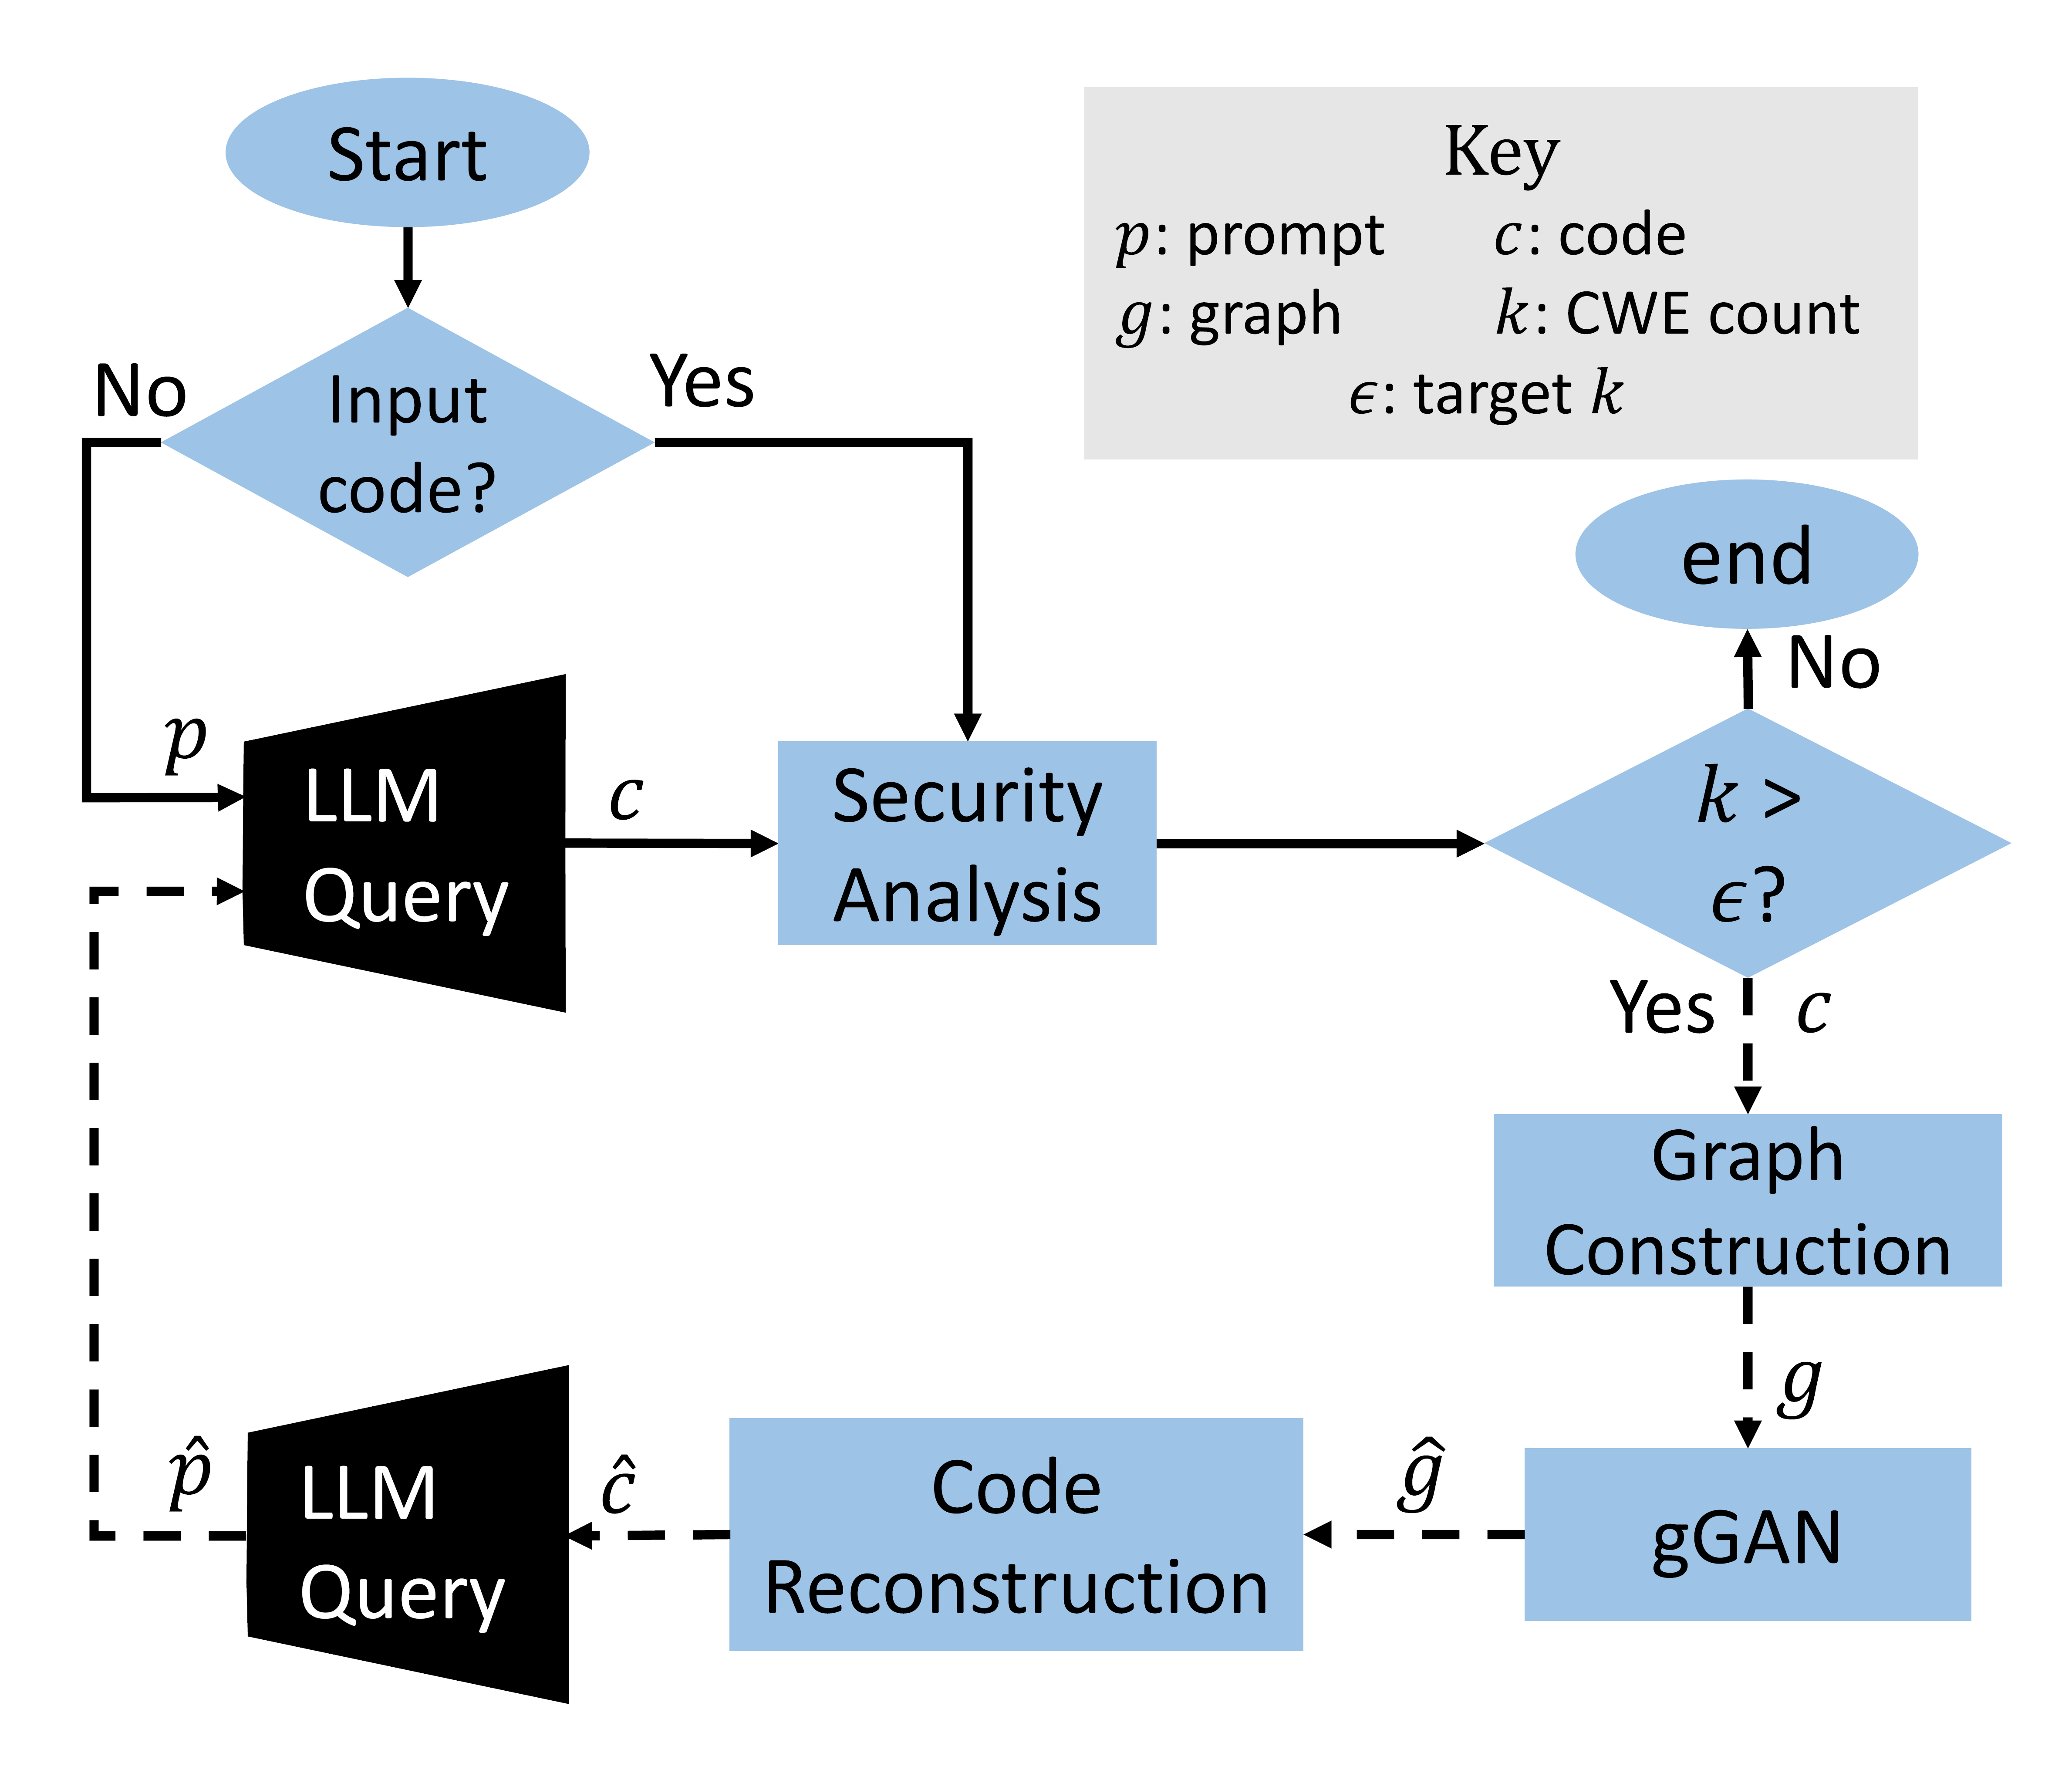 Start
Key
p: prompt
c: code
g: graph
k: CWE count
ϵ: target k
No
Input
code?
Yes
end
No
p
LLM
Query
c
Security
Analysis
k >
ϵ?
Yes
c
Graph
Construction
g
gGAN
ĝ
Code
Reconstruction
ĉ
LLM
Query
p̂